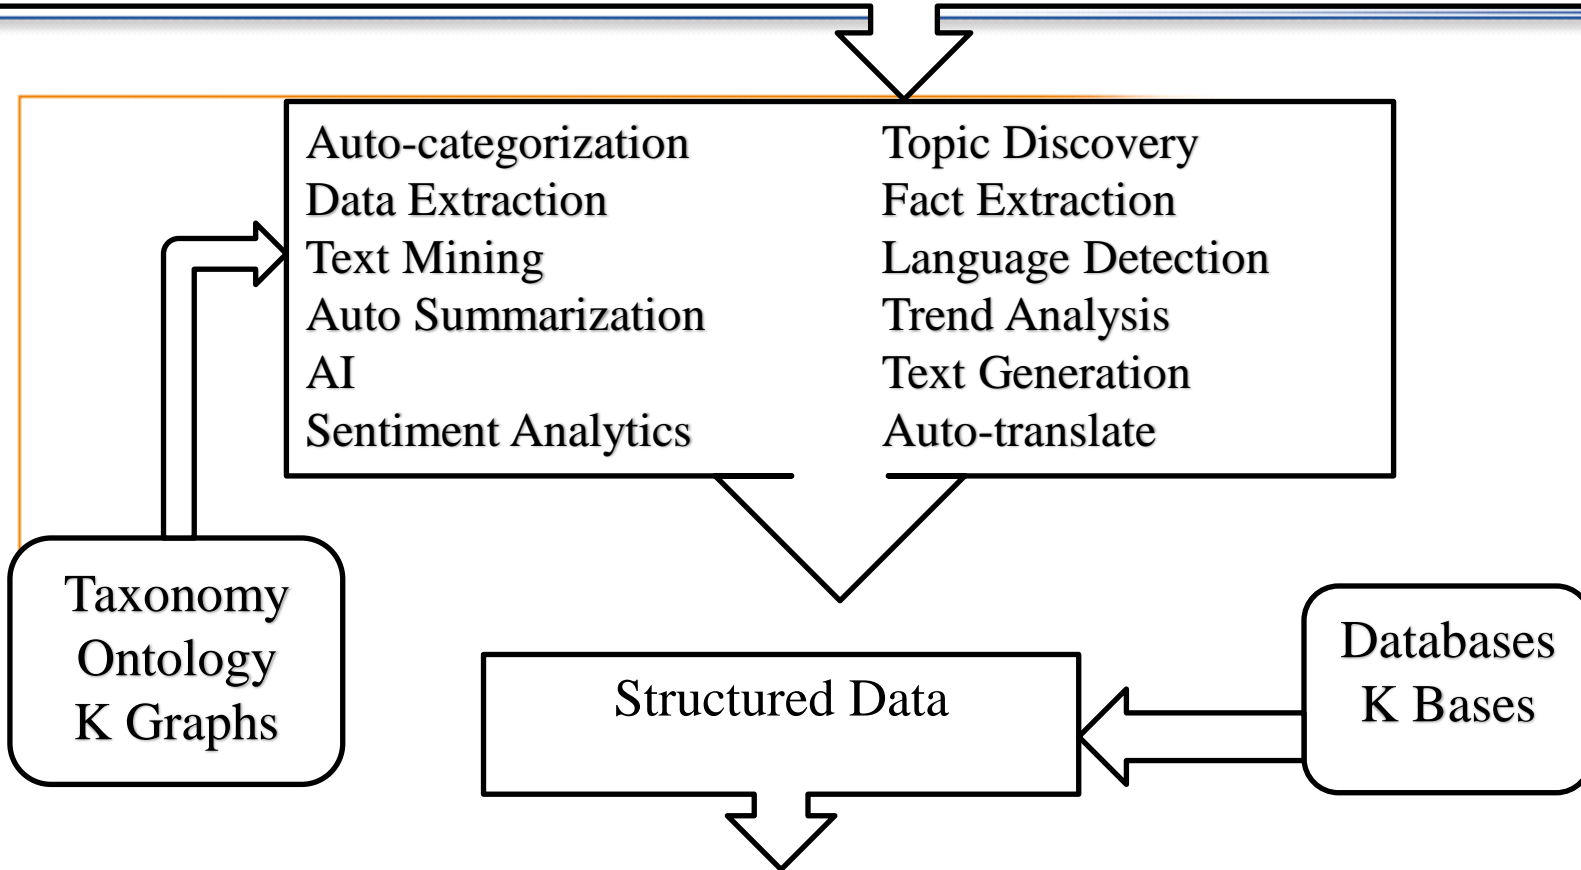 Auto-categorization
Data Extraction
Text Mining
Auto Summarization
AI
Sentiment Analytics
Topic Discovery
Fact Extraction
Language Detection
Trend Analysis
Text Generation
Auto-translate
Taxonomy
Ontology
K Graphs
Structured Data
Databases
K Bases